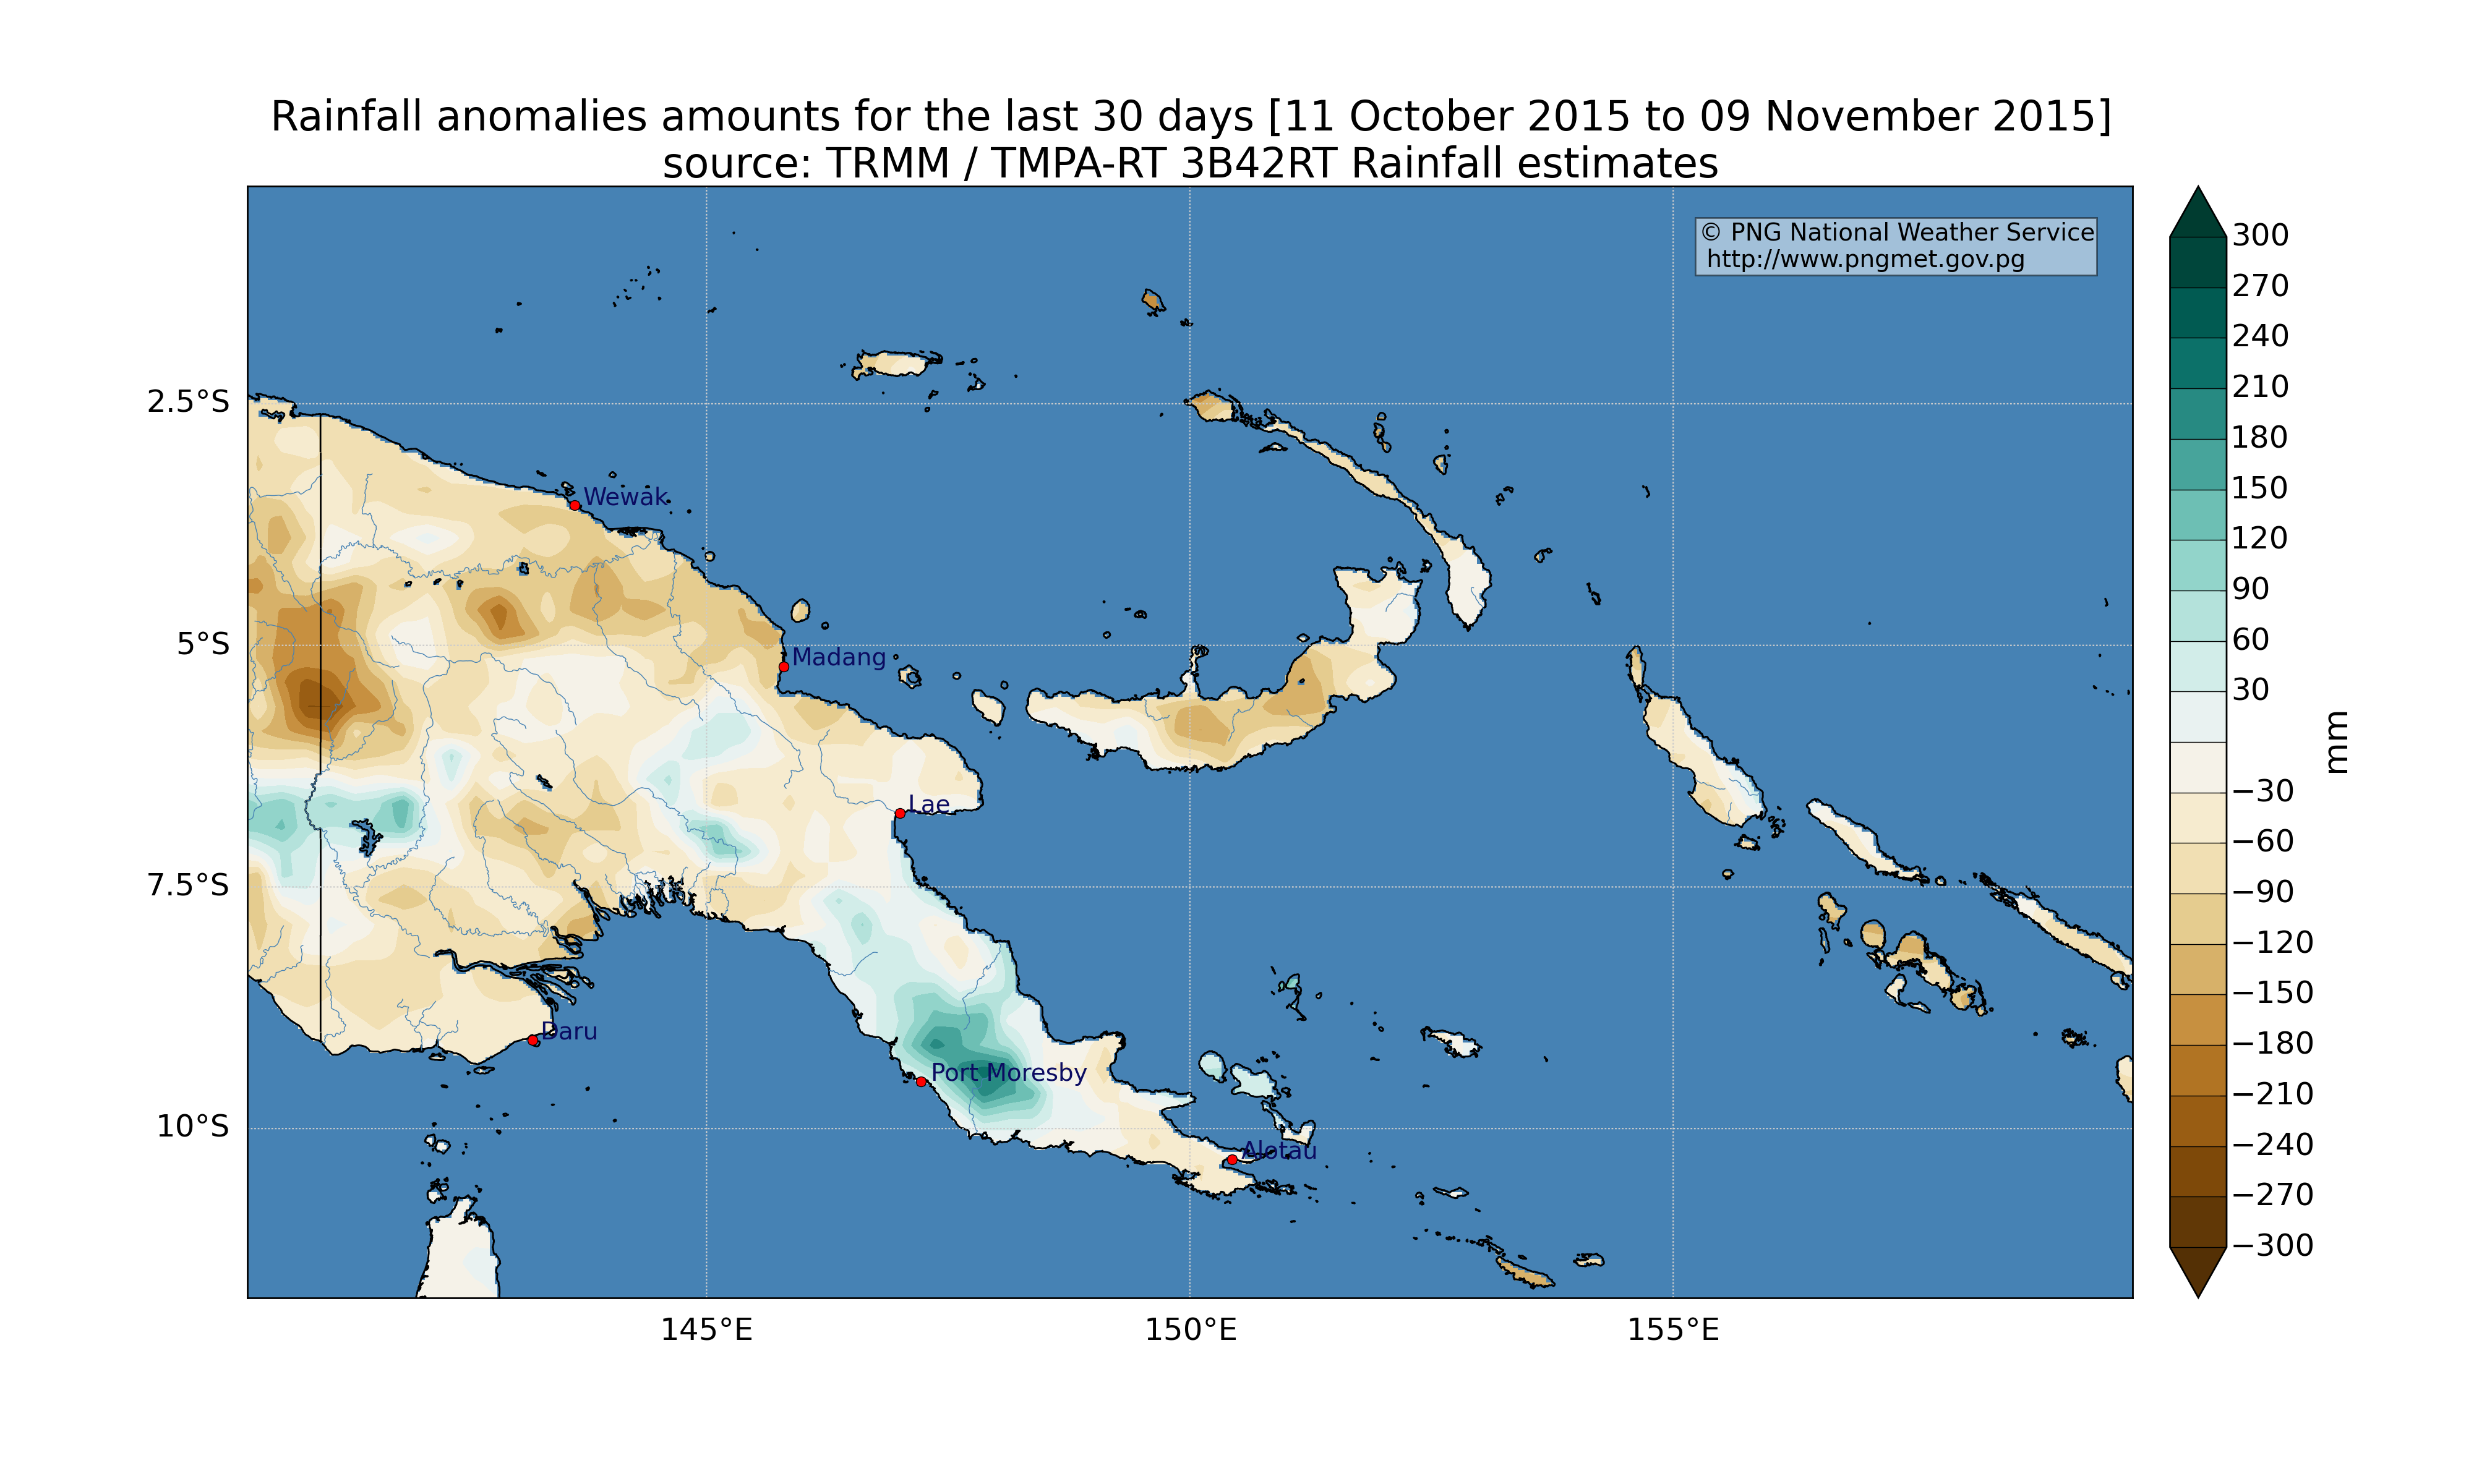 Rainfall anomalies amounts for the last 30 days [11 October 2015 to 09 November 2015]
source: TRMM / TMPA-RT 3B42RT Rainfall estimates
© PNG National Weather Service
http://www.pngmet.gov.pg
2.5°S
5°S
7.5°S
10°S
Wewak
Madang
Lae
Daru
Port Moresby
Alotau
145°E
150°E
155°E
300
270
240
210
180
150
120
90
60
30
−30
−60
−90
−120
−150
−180
−210
−240
−270
−300
mm